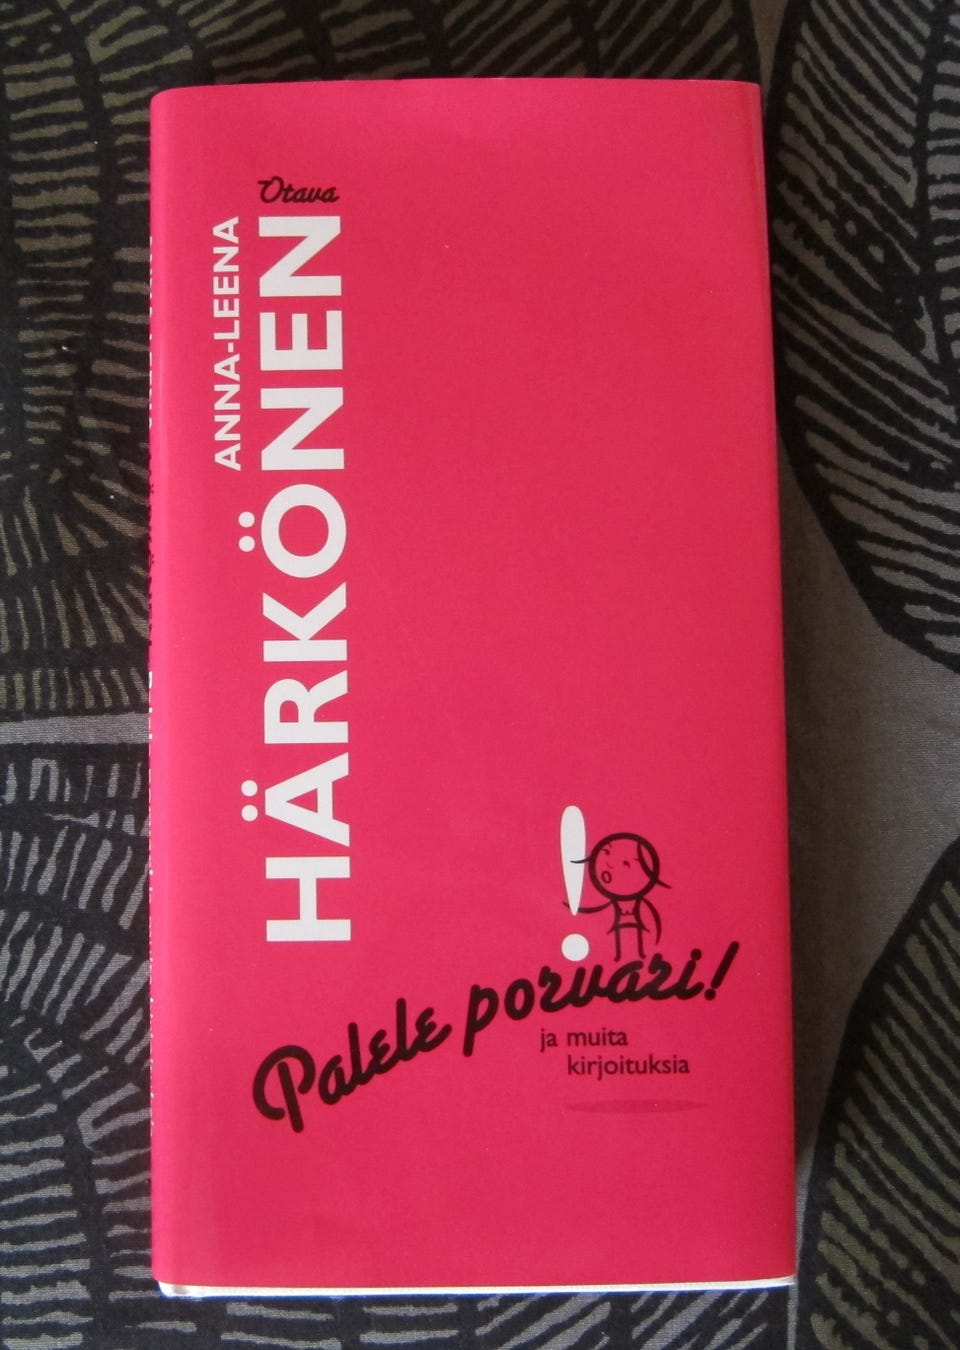 Otava
ANNA-LEENA
HÄRKÖNEN
!
Palele porvari!
ja muita
kirjoituksia